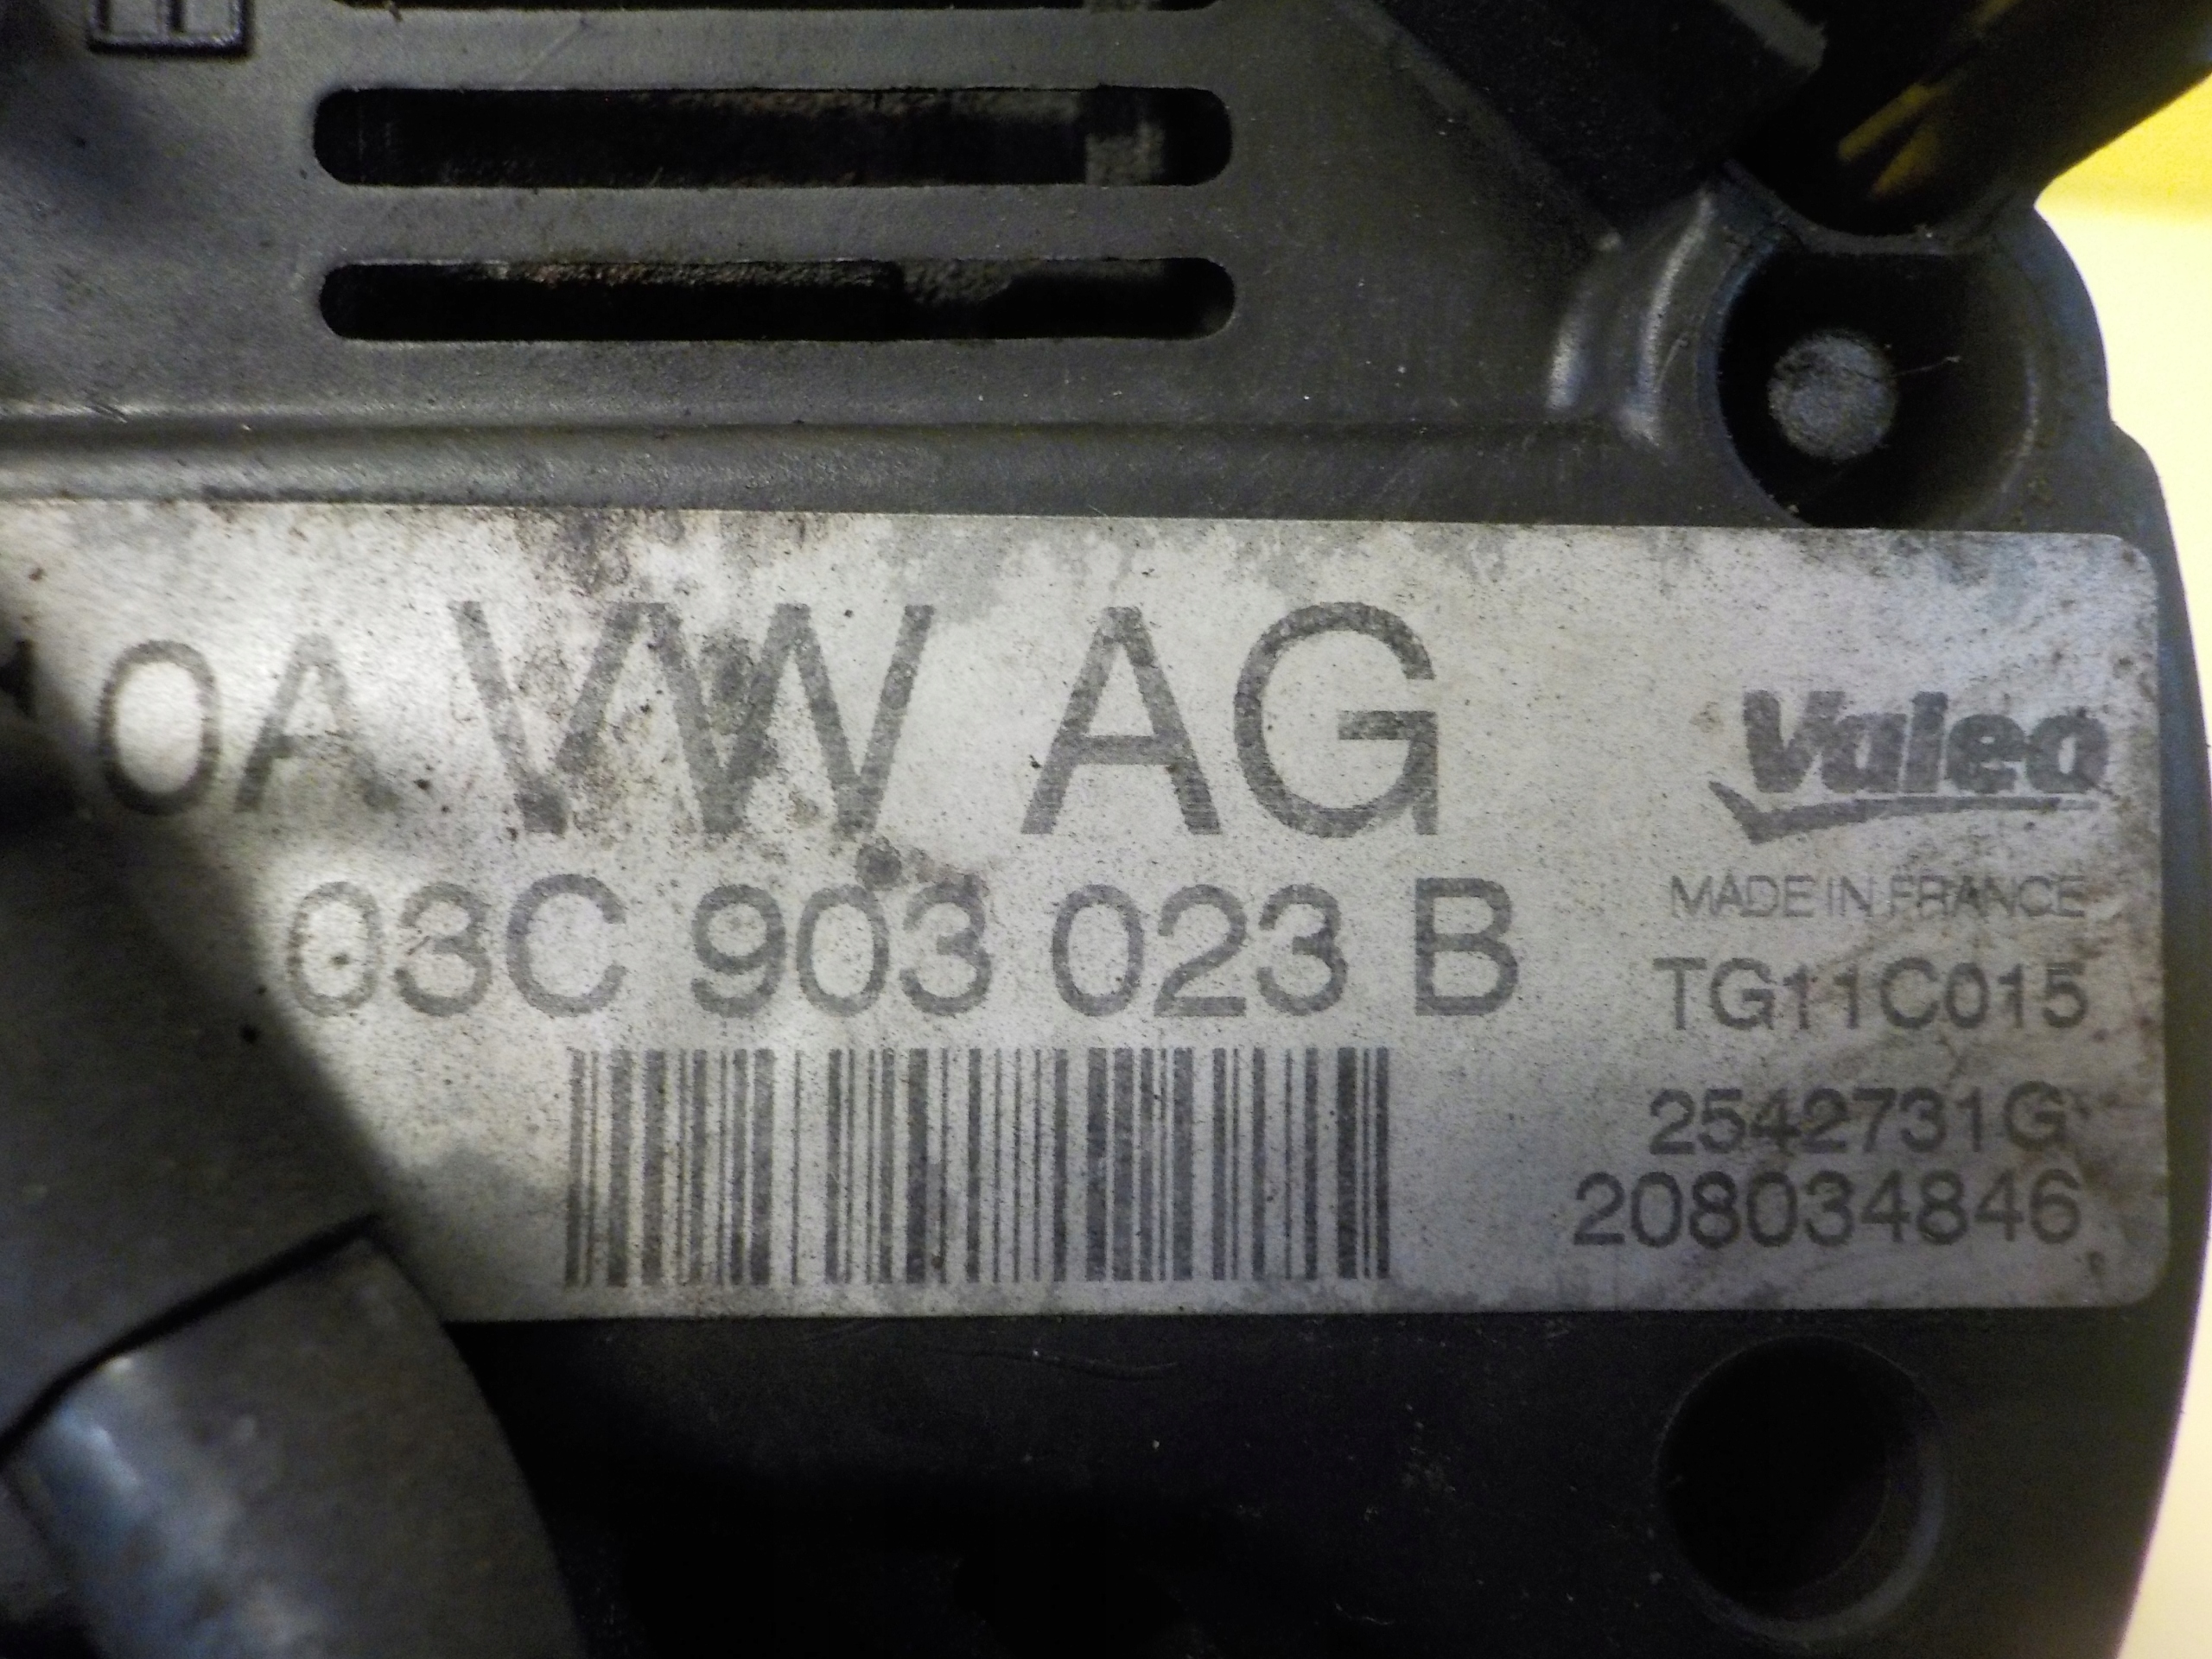 0A VW AG
03C 903 023 B
Valeo
MADE IN FRANCE
TG11C015
2542731G
208034846